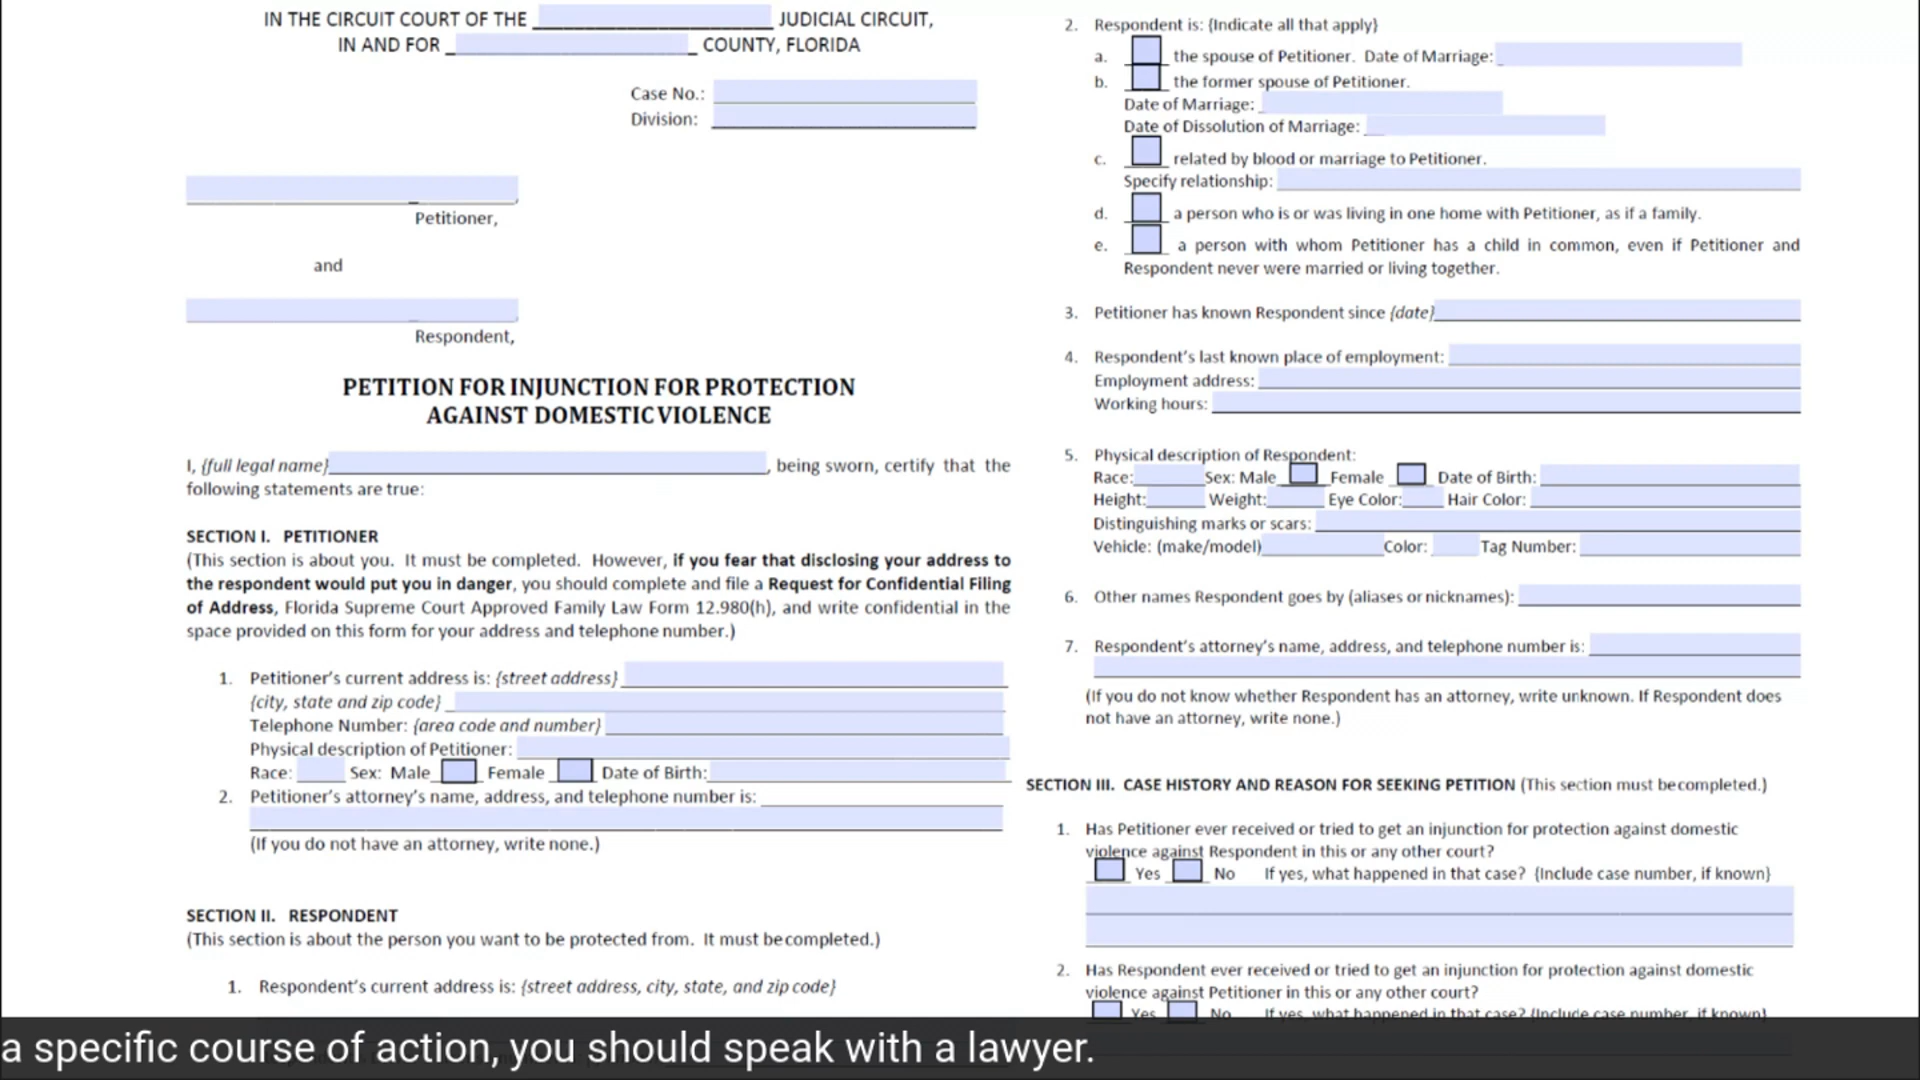 IN THE CIRCUIT COURT OF THE JUDICIAL CIRCUIT,
IN AND FOR COUNTY, FLORIDA
Case No.:
Division:
Petitioner,
and
Respondent,
PETITION FOR INJUNCTION FOR PROTECTION
AGAINST DOMESTIC VIOLENCE
I, {full legal name} , being sworn, certify that the
following statements are true:
SECTION I. PETITIONER
(This section is about you. It must be completed. However, if you fear that disclosing your address to
the respondent would put you in danger, you should complete and file a Request for Confidential Filing
of Address, Florida Supreme Court Approved Family Law Form 12.980(h), and write confidential in the
space provided on this form for your address and telephone number.)
1. Petitioner's current address is: {street address}
{city, state and zip code}
Telephone Number: {area code and number}
Physical description of Petitioner:
Race: Sex: Male Female Date of Birth:
2. Petitioner's attorney's name, address, and telephone number is:
(If you do not have an attorney, write none.)
SECTION II. RESPONDENT
(This section is about the person you want to be protected from. It must be completed.)
1. Respondent's current address is: {street address, city, state, and zip code}
2. Respondent is: {Indicate all that apply}
a. the spouse of Petitioner. Date of Marriage:
b. the former spouse of Petitioner.
Date of Marriage:
Date of Dissolution of Marriage:
c. related by blood or marriage to Petitioner.
Specify relationship:
d. a person who is or was living in one home with Petitioner, as if a family.
e. a person with whom Petitioner has a child in common, even if Petitioner and
Respondent never were married or living together.
3. Petitioner has known Respondent since {date}
4. Respondent's last known place of employment:
Employment address:
Working hours:
5. Physical description of Respondent:
Race: Sex: Male Female Date of Birth:
Height: Weight: Eye Color: Hair Color:
Distinguishing marks or scars:
Vehicle: (make/model) Color: Tag Number:
6. Other names Respondent goes by (aliases or nicknames):
7. Respondent's attorney's name, address, and telephone number is:
(If you do not know whether Respondent has an attorney, write unknown. If Respondent does
not have an attorney, write none.)
SECTION III. CASE HISTORY AND REASON FOR SEEKING PETITION (This section must be completed.)
1. Has Petitioner ever received or tried to get an injunction for protection against domestic
violence against Respondent in this or any other court?
Yes No If yes, what happened in that case? {Include case number, if known}
2. Has Respondent ever received or tried to get an injunction for protection against domestic
violence against Petitioner in this or any other court?
Yes No If yes, what happened in that case? {Include case number, if known}
a specific course of action, you should speak with a lawyer.